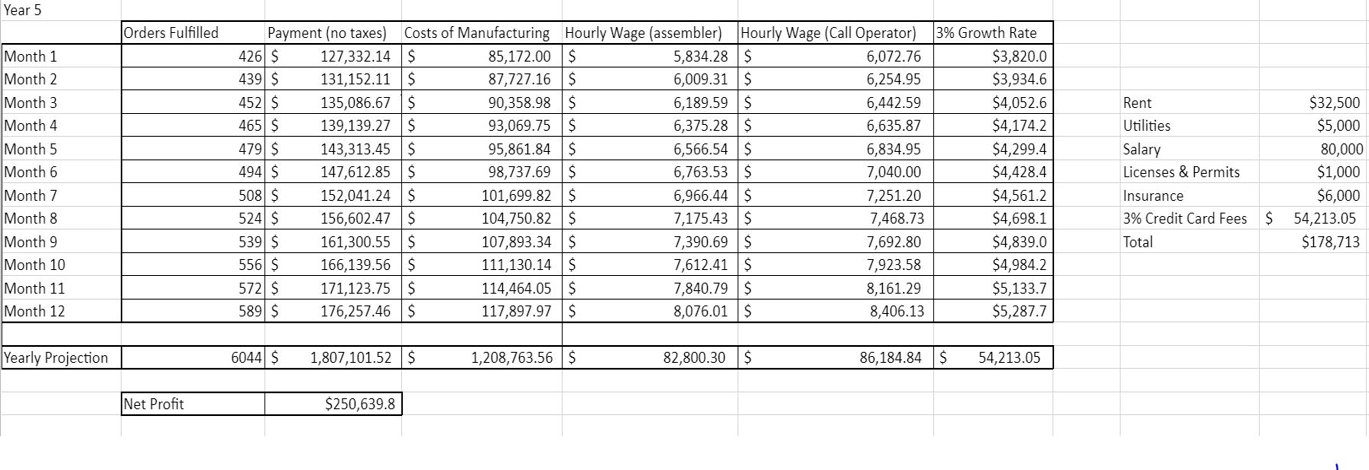 Year 5
Orders Fulfilled Payment (no taxes) Costs of Manufacturing Hourly Wage (assembler) Hourly Wage (Call Operator) 3% Growth Rate
Month 1 426 $ 127,332.14 $ 85,172.00 $ 5,834.28 $ 6,072.76 $3,820.0
Month 2 439 $ 131,152.11 $ 87,727.16 $ 6,009.31 $ 6,254.95 $3,934.6
Month 3 452 $ 135,086.67 $ 90,358.98 $ 6,189.59 $ 6,442.59 $4,052.6 Rent $32,500
Month 4 465 $ 139,139.27 $ 93,069.75 $ 6,375.28 $ 6,635.87 $4,174.2 Utilities $5,000
Month 5 479 $ 143,313.45 $ 95,861.84 $ 6,566.54 $ 6,834.95 $4,299.4 Salary 80,000
Month 6 494 $ 147,612.85 $ 98,737.69 $ 6,763.53 $ 7,040.00 $4,428.4 Licenses & Permits $1,000
Month 7 508 $ 152,041.24 $ 101,699.82 $ 6,966.44 $ 7,251.20 $4,561.2 Insurance $6,000
Month 8 524 $ 156,602.47 $ 104,750.82 $ 7,175.43 $ 7,468.73 $4,698.1 3% Credit Card Fees $ 54,213.05
Month 9 539 $ 161,300.55 $ 107,893.34 $ 7,390.69 $ 7,692.80 $4,839.0 Total $178,713
Month 10 556 $ 166,139.56 $ 111,130.14 $ 7,612.41 $ 7,923.58 $4,984.2
Month 11 572 $ 171,123.75 $ 114,464.05 $ 7,840.79 $ 8,161.29 $5,133.7
Month 12 589 $ 176,257.46 $ 117,897.97 $ 8,076.01 $ 8,406.13 $5,287.7
Yearly Projection 6044 $ 1,807,101.52 $ 1,208,763.56 $ 82,800.30 $ 86,184.84 $ 54,213.05
Net Profit $250,639.8